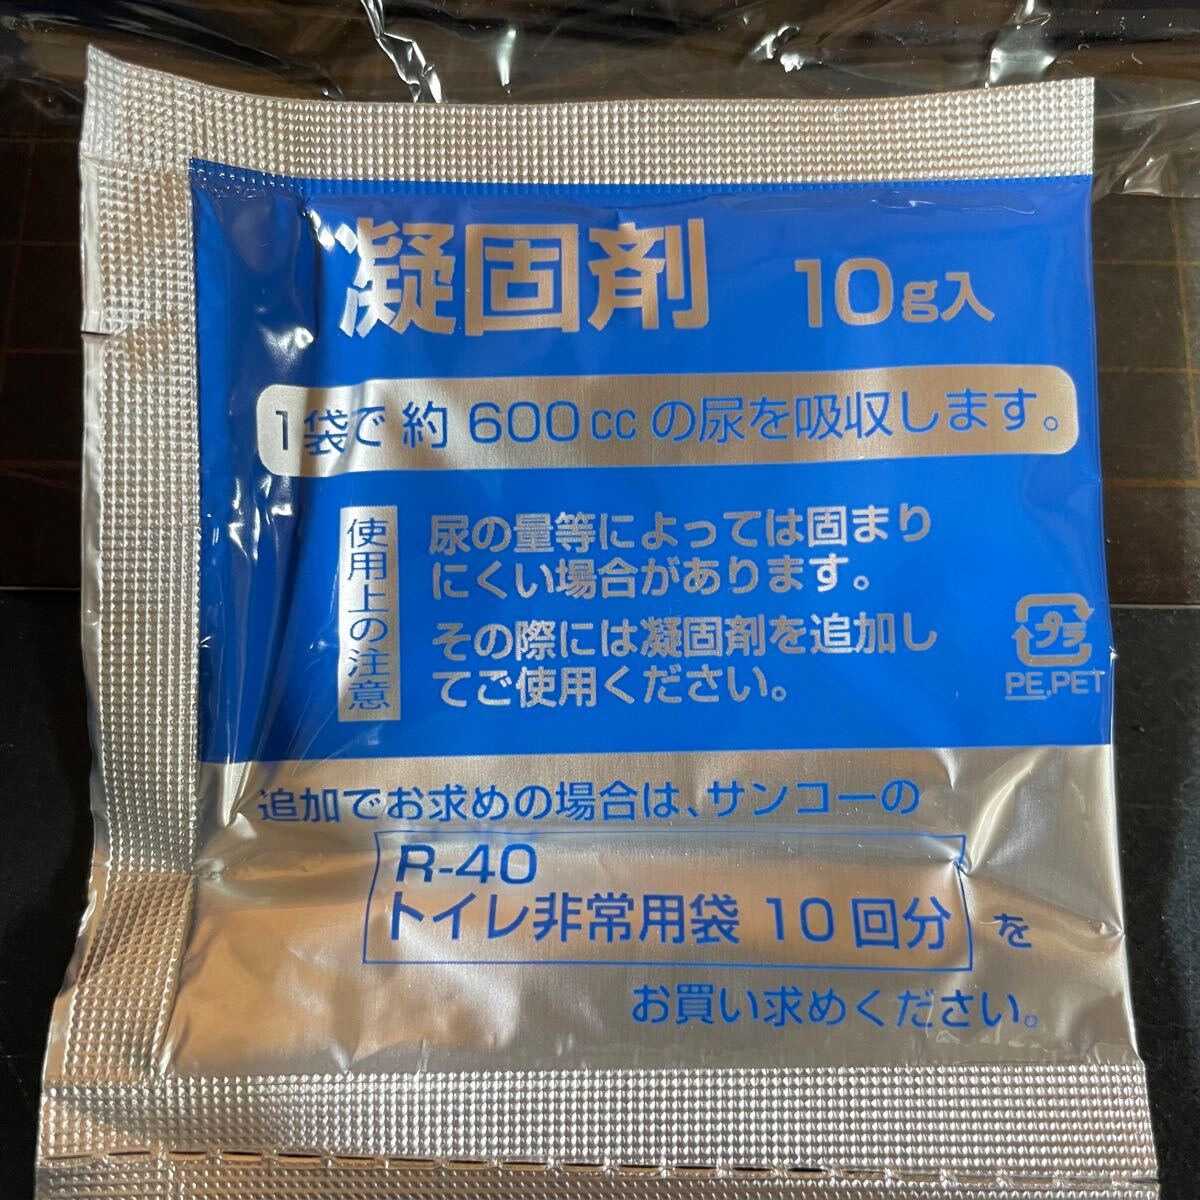 凝固剤 10g入
1袋で 約 600cc の尿を吸収します。
使用上の注意
尿の量等によっては固まり
にくい場合があります。
その際には凝固剤を追加し
てご使用ください。
プラ
PE,PET
追加でお求めの場合は、サンコーの
R-40
トイレ非常用袋 10回分 を
お買い求めください。